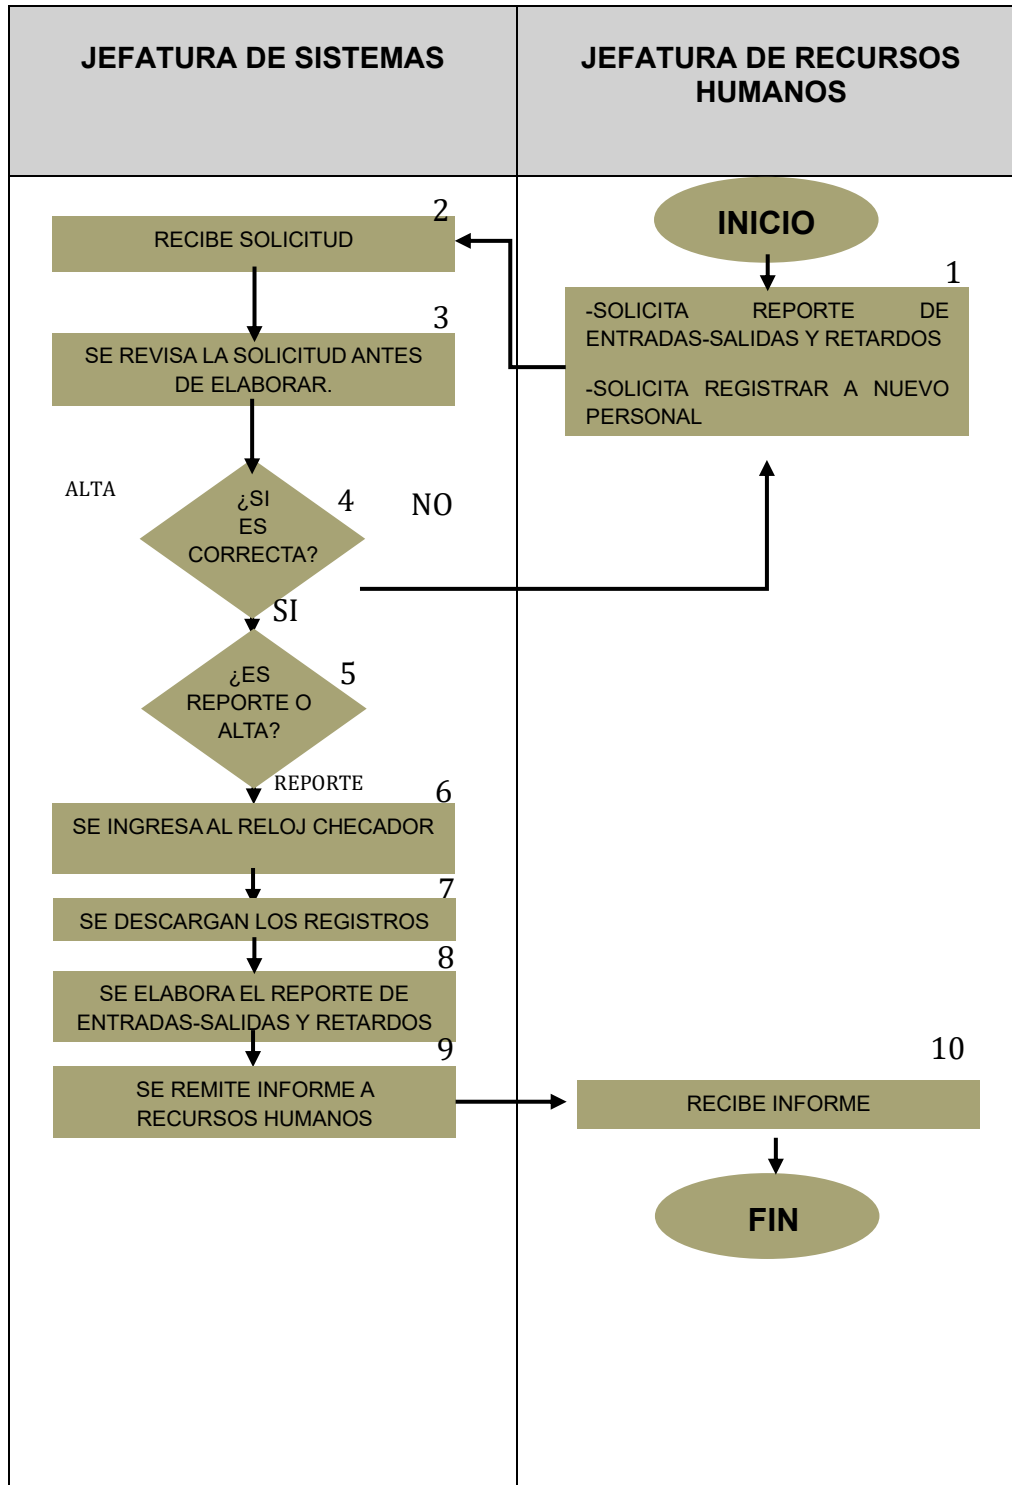 JEFATURA DE SISTEMAS
JEFATURA DE RECURSOS
HUMANOS
INICIO
1
-SOLICITA REPORTE DE
ENTRADAS-SALIDAS Y RETARDOS
-SOLICITA REGISTRAR A NUEVO
PERSONAL
2
RECIBE SOLICITUD
3
SE REVISA LA SOLICITUD ANTES
DE ELABORAR.
ALTA
¿SI
ES
CORRECTA?
4
NO
SI
¿ES
REPORTE O
ALTA?
5
REPORTE
6
SE INGRESA AL RELOJ CHECADOR
7
SE DESCARGAN LOS REGISTROS
8
SE ELABORA EL REPORTE DE
ENTRADAS-SALIDAS Y RETARDOS
9
SE REMITE INFORME A
RECURSOS HUMANOS
10
RECIBE INFORME
FIN